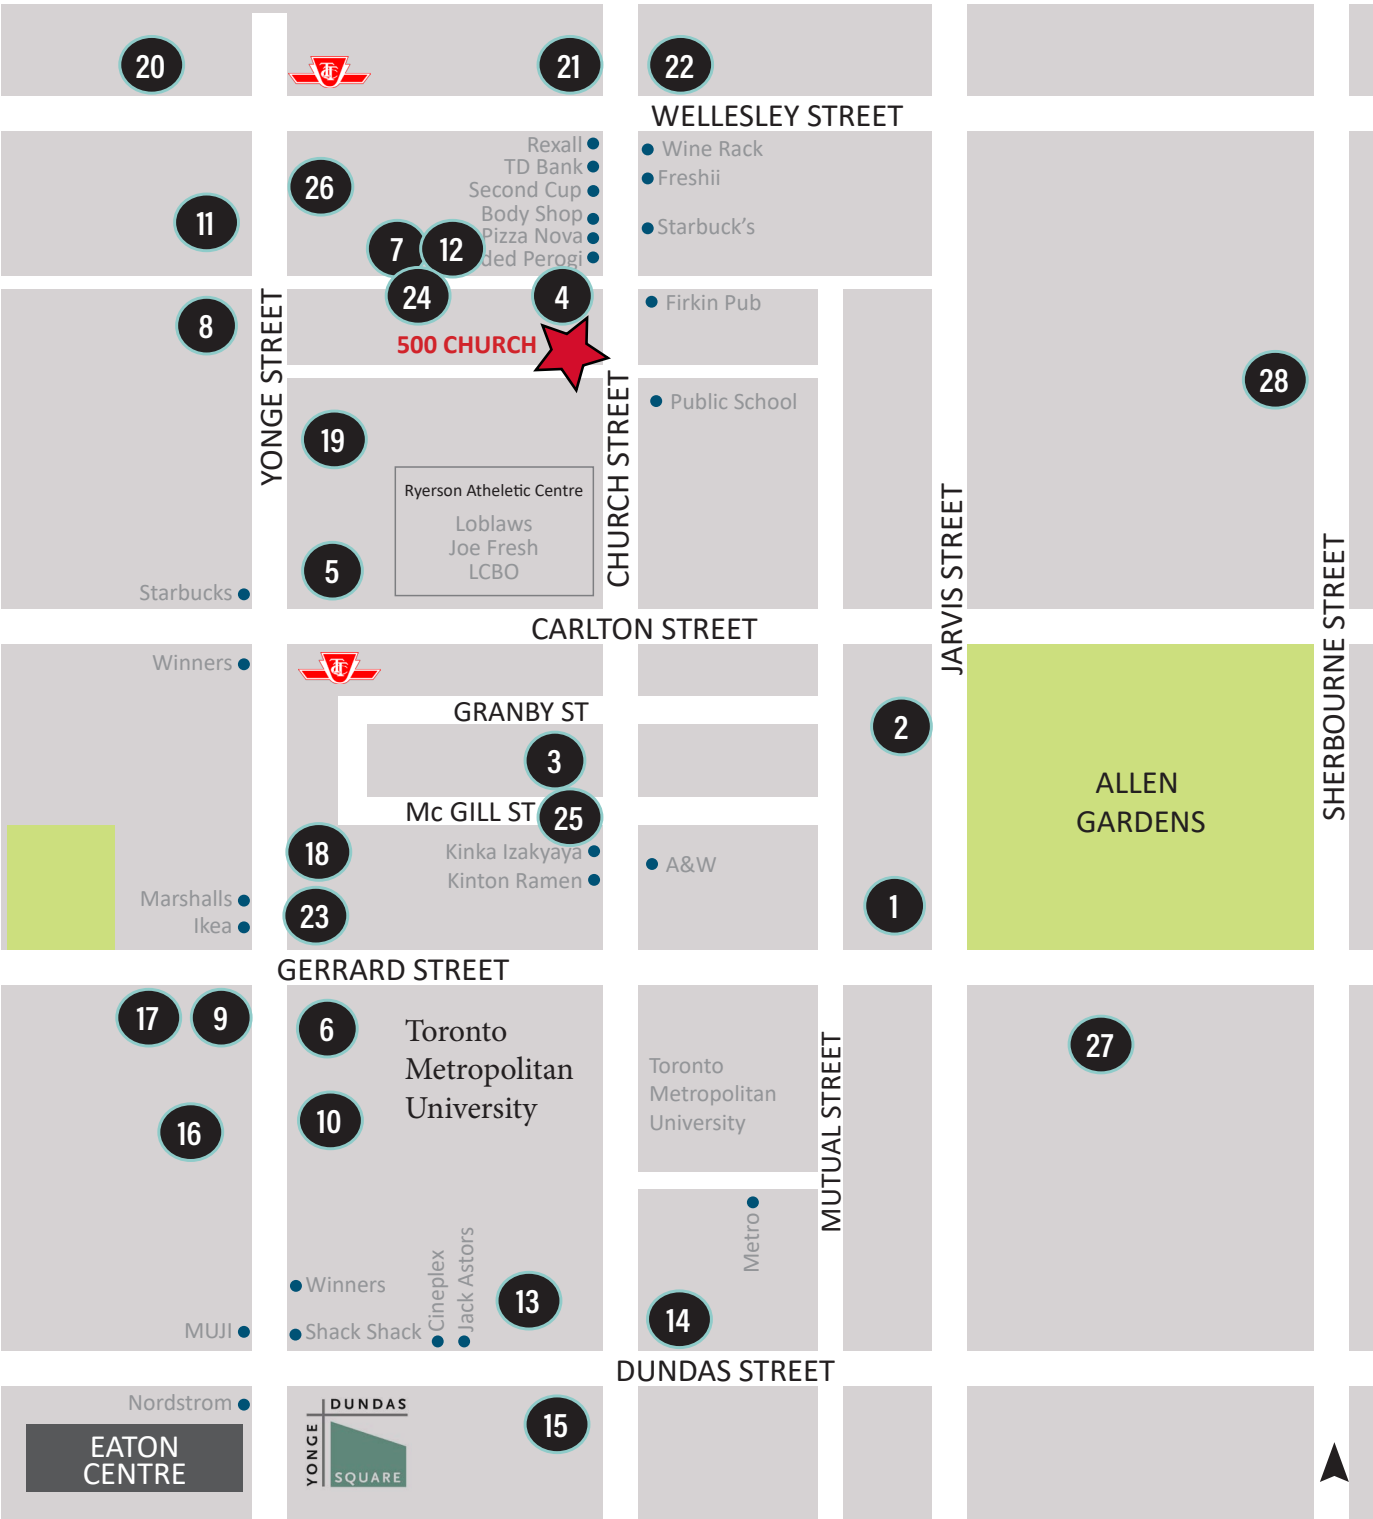 20
21
22
WELLESLEY STREET
Rexall
TD Bank
Second Cup
Body Shop
Pizza Nova
ded Perogi
Wine Rack
Freshii
Starbuck's
26
11
7
12
24
4
8
Firkin Pub
500 CHURCH
YONGE STREET
CHURCH STREET
Public School
28
19
Ryerson Atheletic Centre
Loblaws
Joe Fresh
LCBO
5
Starbucks
JARVIS STREET
SHERBOURNE STREET
CARLTON STREET
Winners
GRANBY ST
2
3
ALLEN
GARDENS
Mc GILL ST
25
18
Kinka Izakyaya
Kinton Ramen
A&W
Marshalls
Ikea
23
1
GERRARD STREET
17
9
6
Toronto
Metropolitan
University
27
Toronto
Metropolitan
University
MUTUAL STREET
10
16
Metro
Winners
Cineplex
Jack Astors
13
14
MUJI
Shack Shack
DUNDAS STREET
Nordstrom
DUNDAS
YONGE
SQUARE
15
EATON
CENTRE